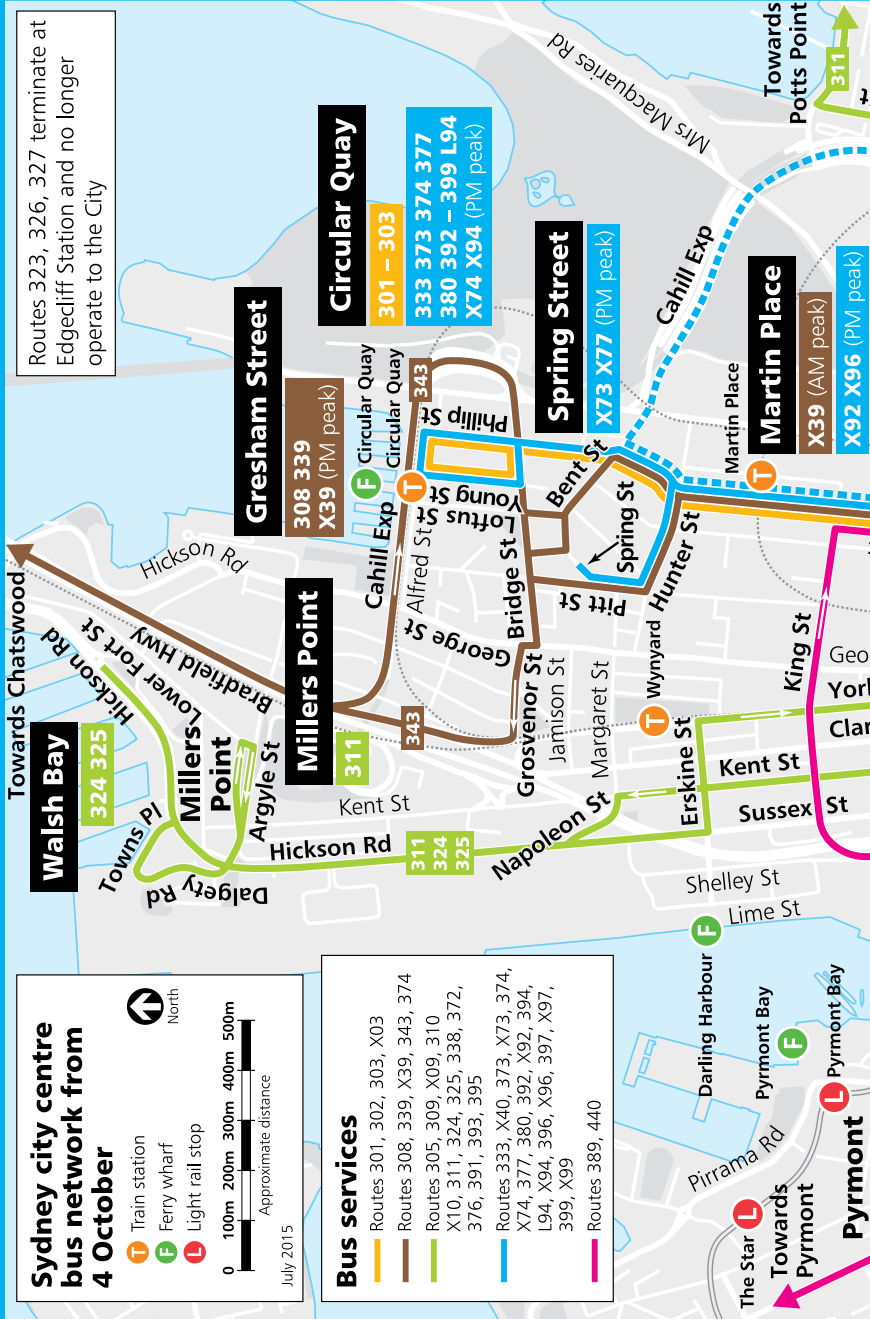 Sydney city centre
bus network from
4 October
T Train station
F Ferry wharf
L Light rail stop
North
0 100m 200m 300m 400m 500m
Approximate distance
July 2015
Bus services
Routes 301, 302, 303, X03
Routes 308, 339, X39, 343, 374
Routes 305, 309, X09, 310
X10, 311, 324, 325, 338, 372,
376, 391, 393, 395
Routes 333, X40, 373, X73, 374,
X74, 377, 380, 392, X92, 394,
L94, X94, 396, X96, 397, X97,
399, X99
Routes 389, 440
Routes 323, 326, 327 terminate at
Edgecliff Station and no longer
operate to the City
Towards Chatswood
Walsh Bay
324 325
Hickson Rd
Lower Fort St
Bradfield Hwy
Hickson Rd
Towns Pl
Millers
Point
Argyle St
Dalgety Rd
Millers Point
311
Kent St
Hickson Rd
311
324
325
Gresham Street
308 339
X39 (PM peak)
Circular Quay
301 – 303
333 373 374 377
380 392 – 399 L94
X74 X94 (PM peak)
F Circular Quay
T Circular Quay
343
343
Cahill Exp
Alfred St
George St
Loftus St
Young St
Phillip St
Bridge St
Grosvenor St
Jamison St
Margaret St
Pitt St
Bent St
Spring St
Hunter St
Spring Street
X73 X77 (PM peak)
Mrs Macquaries Rd
Cahill Exp
Towards
Potts Point
311
Martin Place
T
Martin Place
X39 (AM peak)
X92 X96 (PM peak)
T Wynyard
Napoleon St
Erskine St
Kent St
Sussex St
King St
Geo
York
Clar
Shelley St
Lime St
Darling Harbour F
Pyrmont Bay
F
L Pyrmont Bay
Pirrama Rd
The Star L
Towards
Pyrmont
Pyrmont